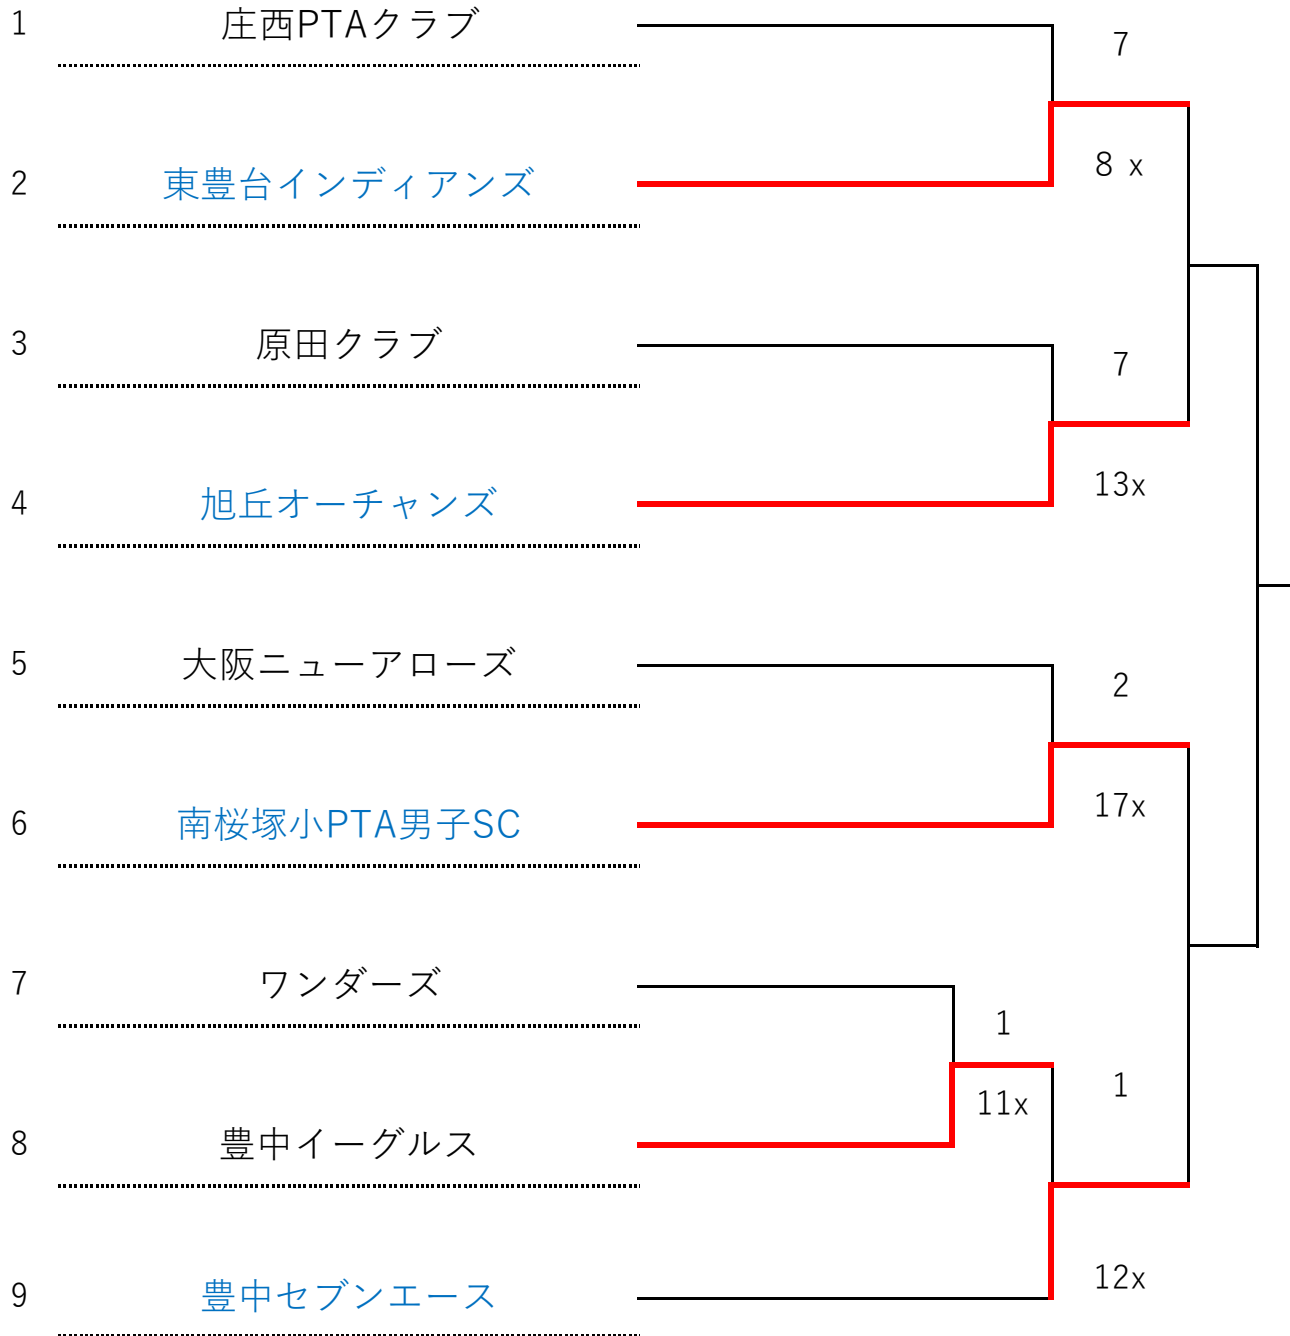 1 庄西PTAクラブ
7
2 東豊台インディアンズ
8 x
3 原田クラブ
7
4 旭丘オーチャンズ
13x
5 大阪ニューアローズ
2
6 南桜塚小PTA男子SC
17x
7 ワンダーズ
1
11x
1
8 豊中イーグルス
9 豊中セブンエース
12x